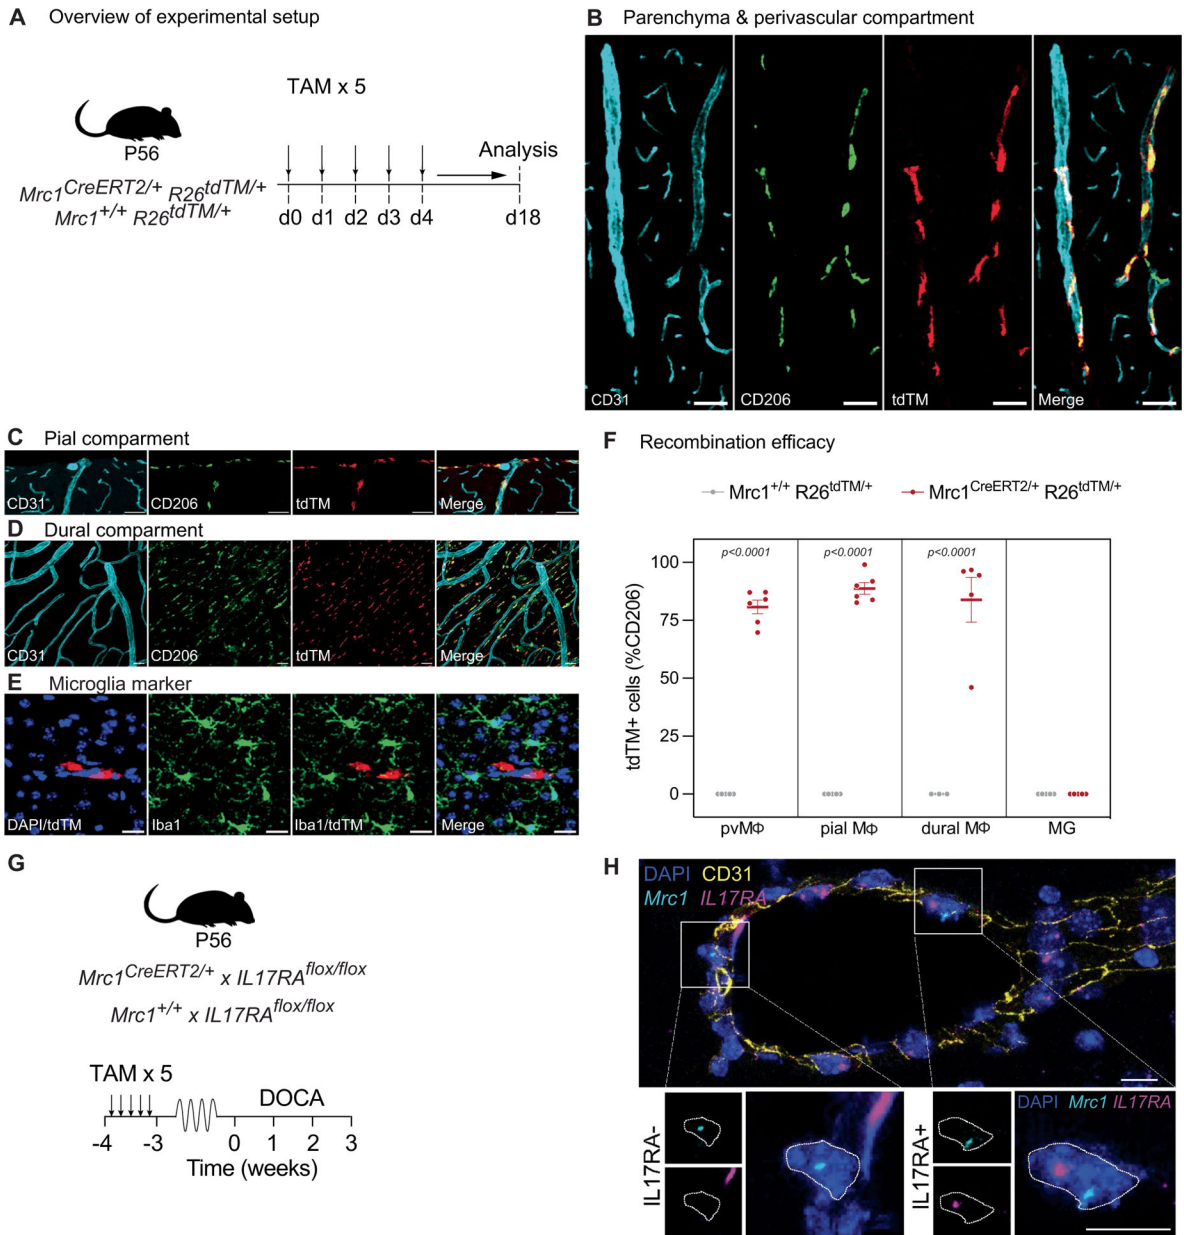 A Overview of experimental setup
TAM x 5
P56
Mrc1CreERT2/+ R26tdTM/+
Mrc1+/+ R26tdTM/+
Analysis
d0 d1 d2 d3 d4 d18
B Parenchyma & perivascular compartment
CD31 CD206 tdTM Merge
C Pial comparment
CD31 CD206 tdTM Merge
D Dural comparment
CD31 CD206 tdTM Merge
E Microglia marker
DAPI/tdTM Iba1 Iba1/tdTM Merge
F Recombination efficacy
Mrc1+/+ R26tdTM/+ Mrc1CreERT2/+ R26tdTM/+
p<0.0001 p<0.0001 p<0.0001
tdTM+ cells (%CD206)
100
75
50
25
0
pvMΦ pial MΦ dural MΦ MG
G
P56
Mrc1CreERT2/+ x IL17RAflox/flox
Mrc1+/+ x IL17RAflox/flox
TAM x 5
DOCA
-4 -3 0 1 2 3
Time (weeks)
H
DAPI CD31
Mrc1 IL17RA
IL17RA-
IL17RA+
DAPI Mrc1 IL17RA